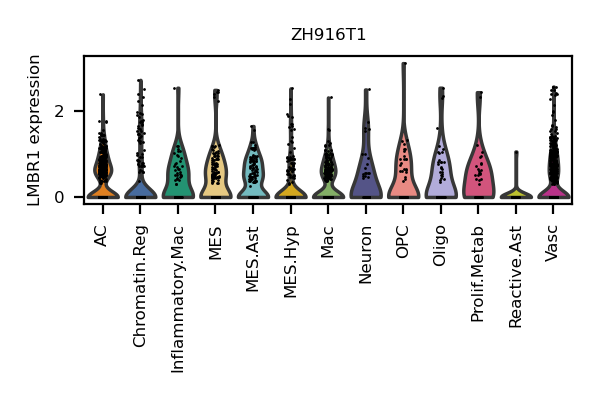 ZH916T1
LMBR1 expression
2
0
AC
Chromatin.Reg
Inflammatory.Mac
MES
MES.Ast
MES.Hyp
Mac
Neuron
OPC
Oligo
Prolif.Metab
Reactive.Ast
Vasc